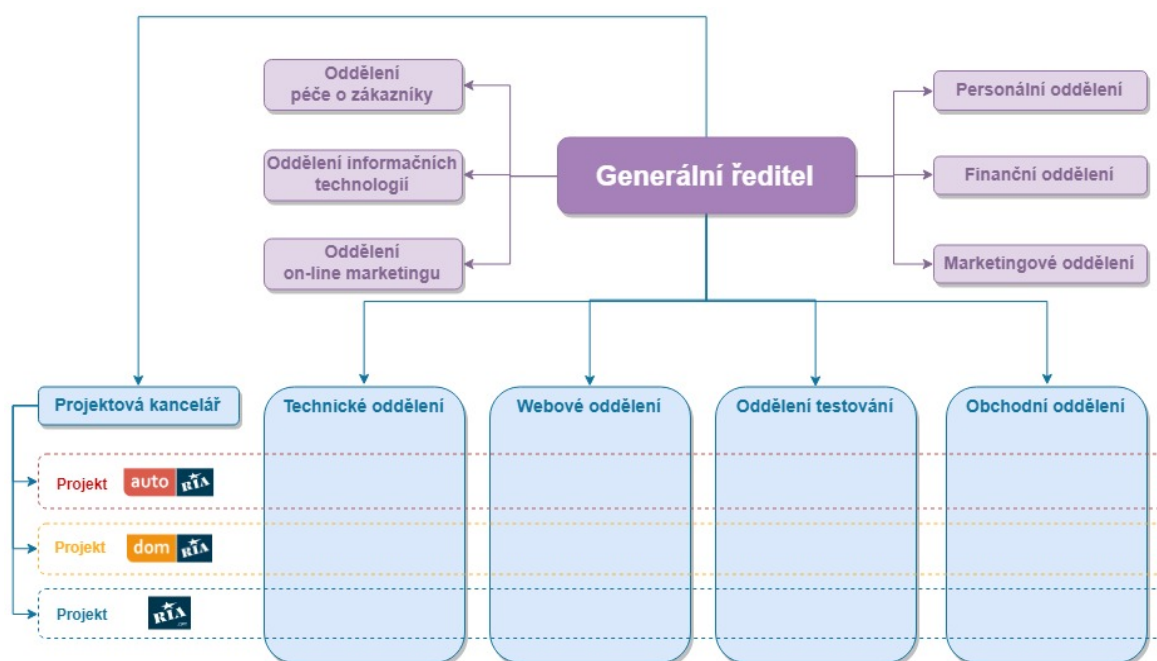 Oddělení
péče o zákazníky
Personální oddělení
Oddělení informačních
technologií
Generální ředitel
Finanční oddělení
Oddělení
on-line marketingu
Marketingové oddělení
Projektová kancelář
Technické oddělení
Webové oddělení
Oddělení testování
Obchodní oddělení
Projekt auto RIA
Projekt dom RIA
Projekt RIA .com